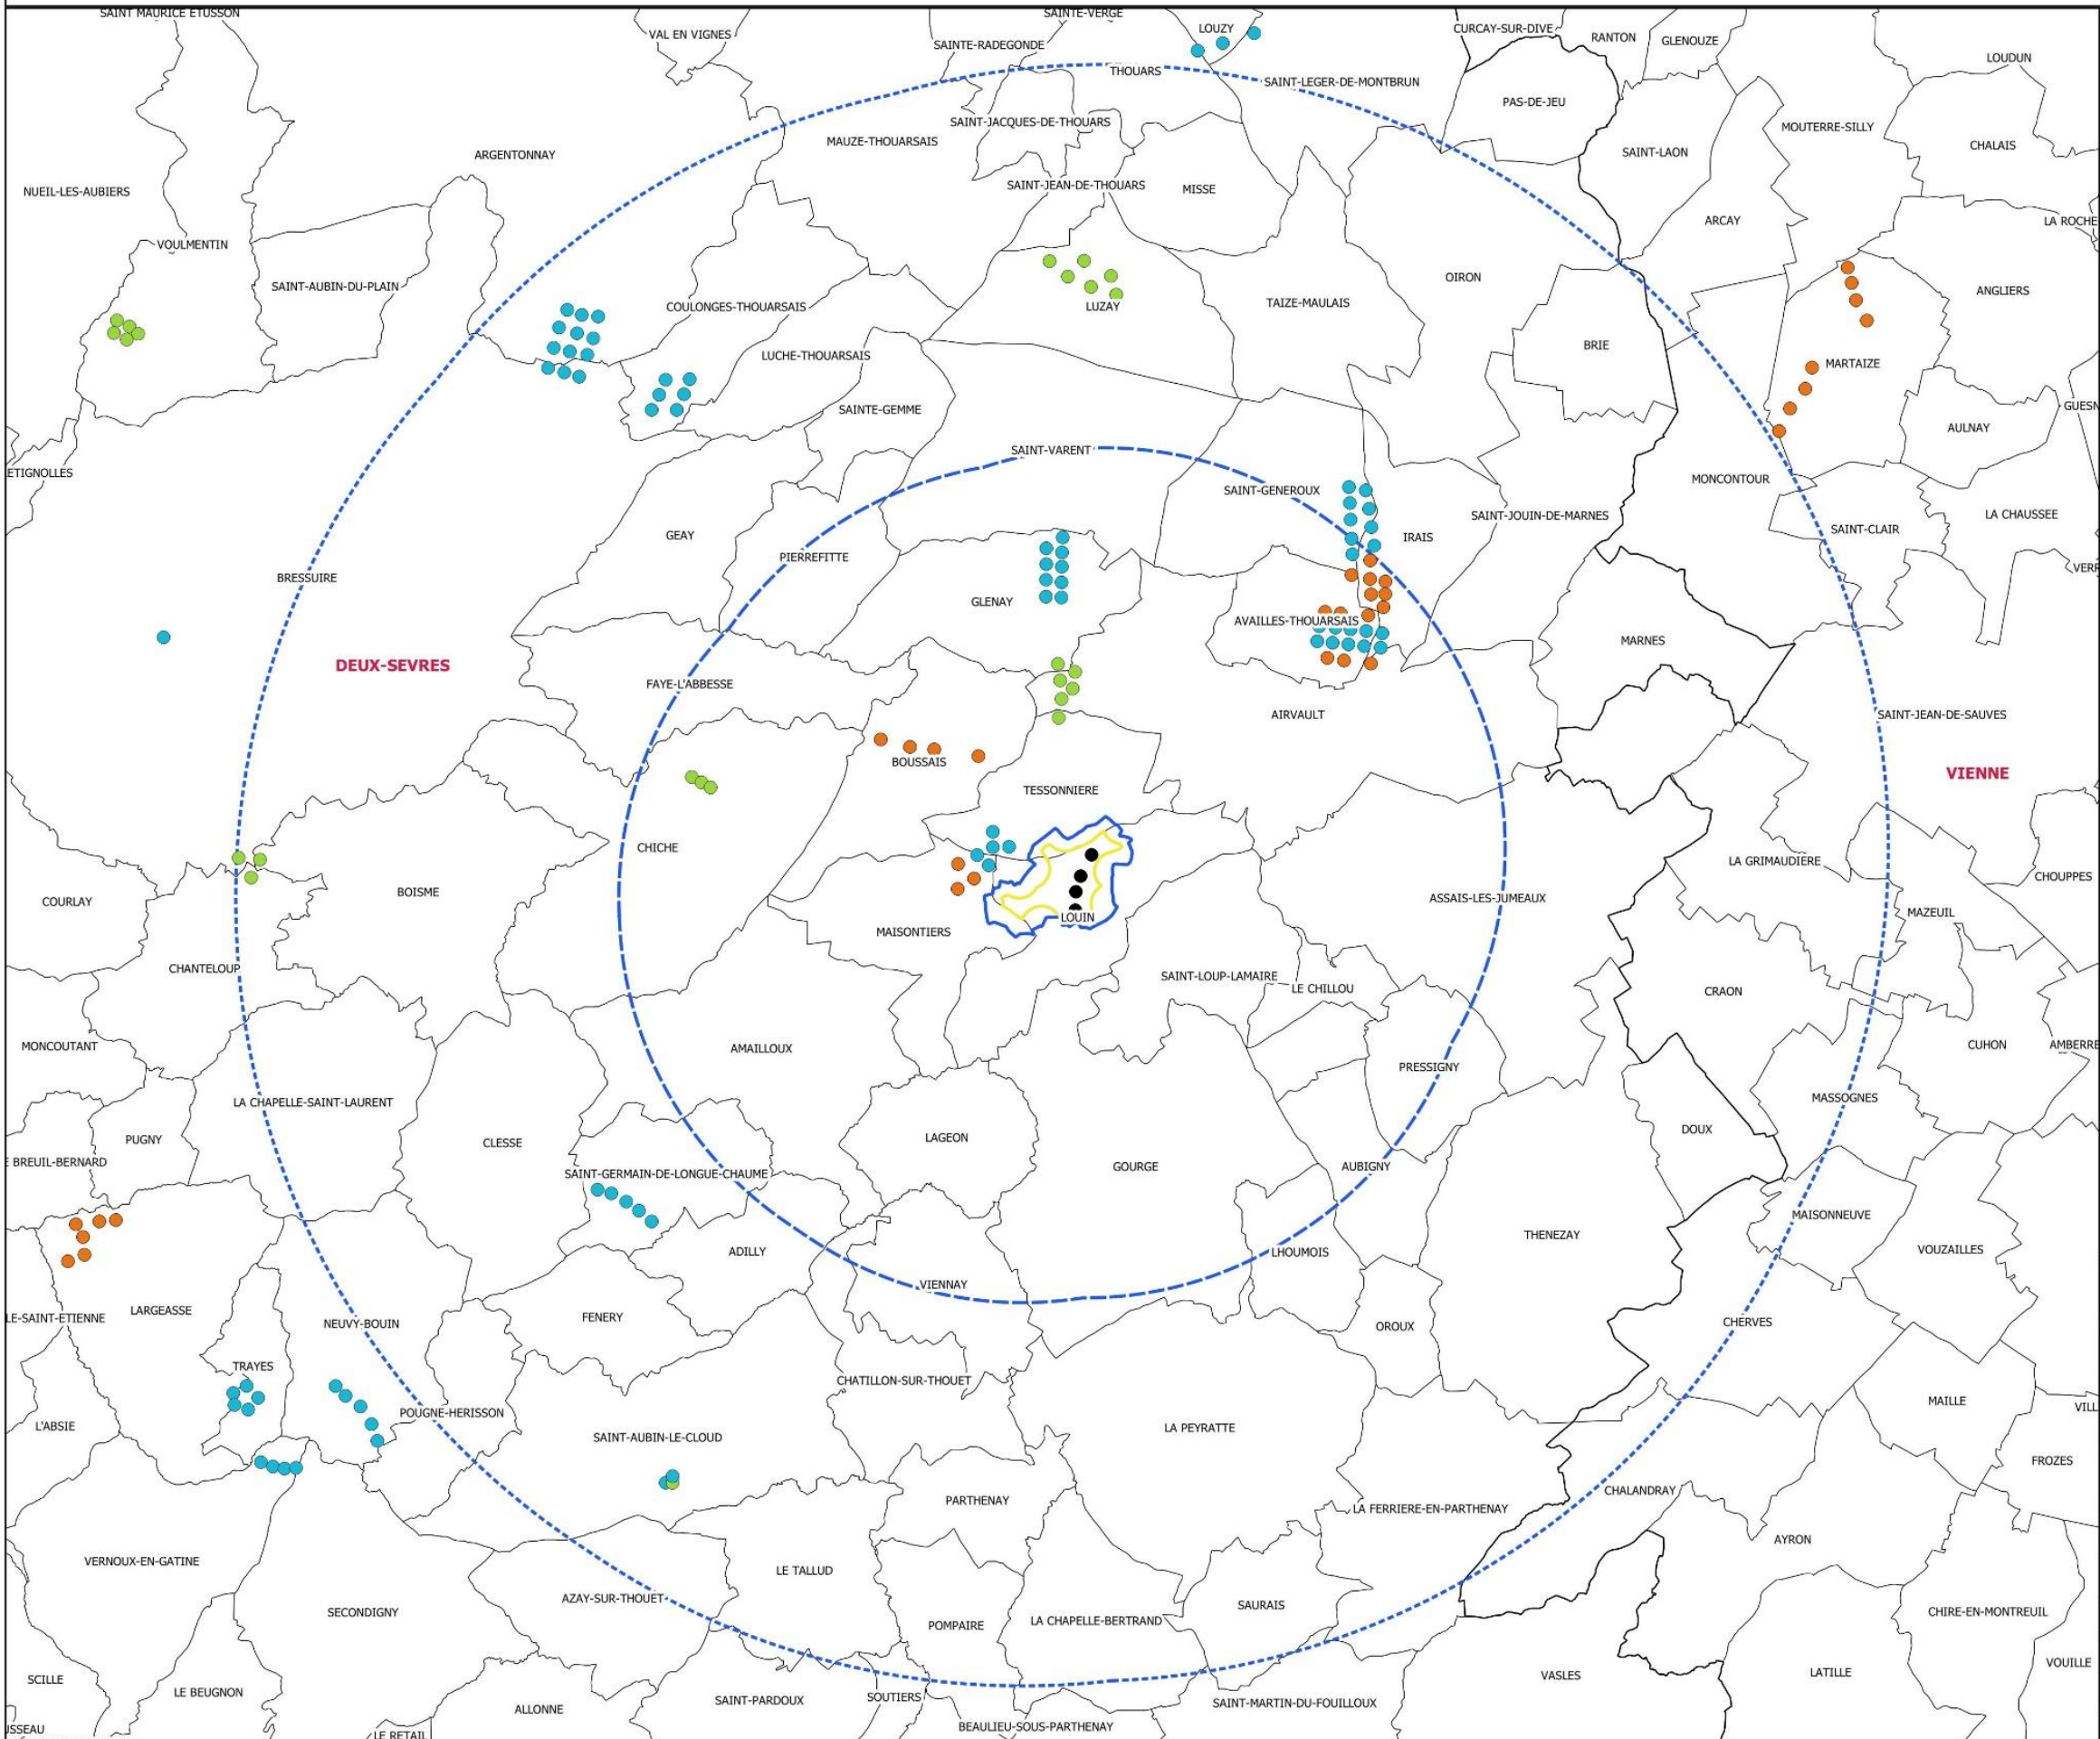 SAINT MAURICE ETUSSON
SAINTE-VERGE
VAL EN VIGNES
SAINTE-RADEGONDE
LOUZY
CURCAY-SUR-DIVE
RANTON
GLENOUZE
LOUDUN
THOUARS
SAINT-LEGER-DE-MONTBRUN
PAS-DE-JEU
SAINT-JACQUES-DE-THOUARS
MOUTERRE-SILLY
MAUZE-THOUARSAIS
CHALAIS
ARGENTONNAY
SAINT-LAON
NUEIL-LES-AUBIERS
SAINT-JEAN-DE-THOUARS
MISSE
ARCAY
LA ROCHE
VOULMENTIN
OIRON
SAINT-AUBIN-DU-PLAIN
ANGLIERS
COULONGES-THOUARSAIS
LUZAY
TAIZE-MAULAIS
BRIE
LUCHE-THOUARSAIS
MARTAIZE
SAINTE-GEMME
GUESN
AULNAY
SAINT-VARENT
ETIGNOLLES
MONCONTOUR
SAINT-GENEROUX
SAINT-JOUIN-DE-MARNES
LA CHAUSSEE
SAINT-CLAIR
GEAY
IRAIS
PIERREFITTE
VERR
BRESSUIRE
GLENAY
AVAILLES-THOUARSAIS
MARNES
DEUX-SEVRES
FAYE-L'ABBESSE
AIRVAULT
SAINT-JEAN-DE-SAUVES
BOUSSAIS
VIENNE
TESSONNIERE
CHICHE
LA GRIMAUDIERE
CHOUPPES
BOISME
COURLAY
ASSAIS-LES-JUMEAUX
MAZEUIL
LOUIN
MAISONTIERS
CHANTELOUP
SAINT-LOUP-LAMAIRE
LE CHILLOU
CRAON
MONCOUTANT
AMAILLOUX
CUHON
AMBERRE
PRESSIGNY
LA CHAPELLE-SAINT-LAURENT
MASSOGNES
DOUX
PUGNY
CLESSE
LAGEON
E BREUIL-BERNARD
GOURGE
AUBIGNY
SAINT-GERMAIN-DE-LONGUE-CHAUME
MAISONNEUVE
THENEZAY
ADILLY
LHOUMOIS
VOUZAILLES
VIENNAY
LARGEASSE
LE-SAINT-ETIENNE
FENERY
NEUVY-BOUIN
CHERVES
OROUX
TRAYES
CHATILLON-SUR-THOUET
MAILLE
VILL
POUGNE-HERISSON
L'ABSIE
LA PEYRATTE
SAINT-AUBIN-LE-CLOUD
FROZES
CHALANDRAY
PARTHENAY
LA FERRIERE-EN-PARTHENAY
AYRON
VERNOUX-EN-GATINE
LE TALLUD
AZAY-SUR-THOUET
SAURAIS
SECONDIGNY
CHIRE-EN-MONTREUIL
LA CHAPELLE-BERTRAND
POMPAIRE
VOUILLE
LATILLE
VASLES
SCILLE
LE BEUGNON
SOUTIERS
SAINT-PARDOUX
SAINT-MARTIN-DU-FOUILLOUX
ALLONNE
BEAULIEU-SOUS-PARTHENAY
USSEAU
LE RETAIL